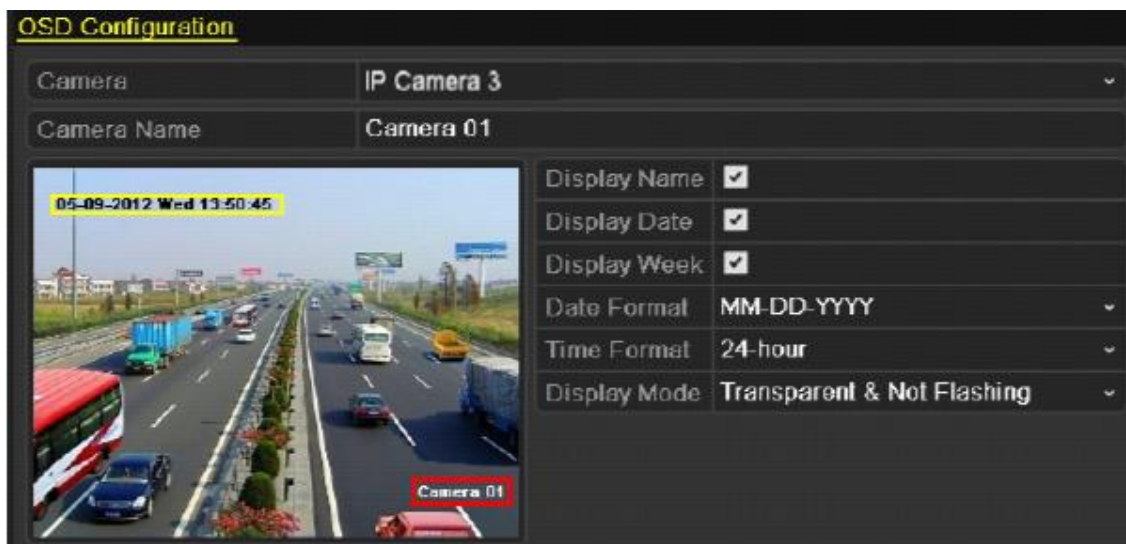 OSD Configuration
Camera IP Camera 3
Camera Name Camera 01
05-09-2012 Wed 13:50:45
Camera 01
Display Name
Display Date
Display Week
Date Format MM-DD-YYYY
Time Format 24-hour
Display Mode Transparent & Not Flashing